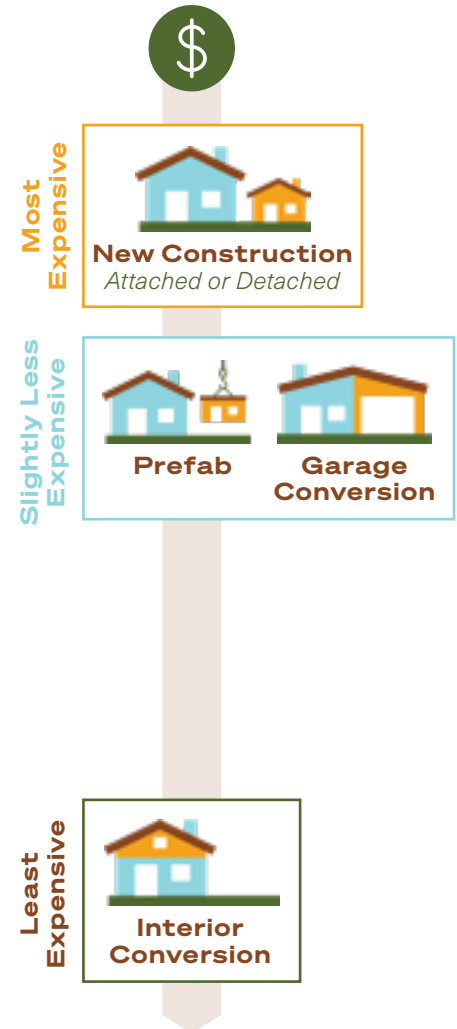 $
Most
Expensive
New Construction
Attached or Detached
Slightly Less
Expensive
Prefab
Garage
Conversion
Least
Expensive
Interior
Conversion